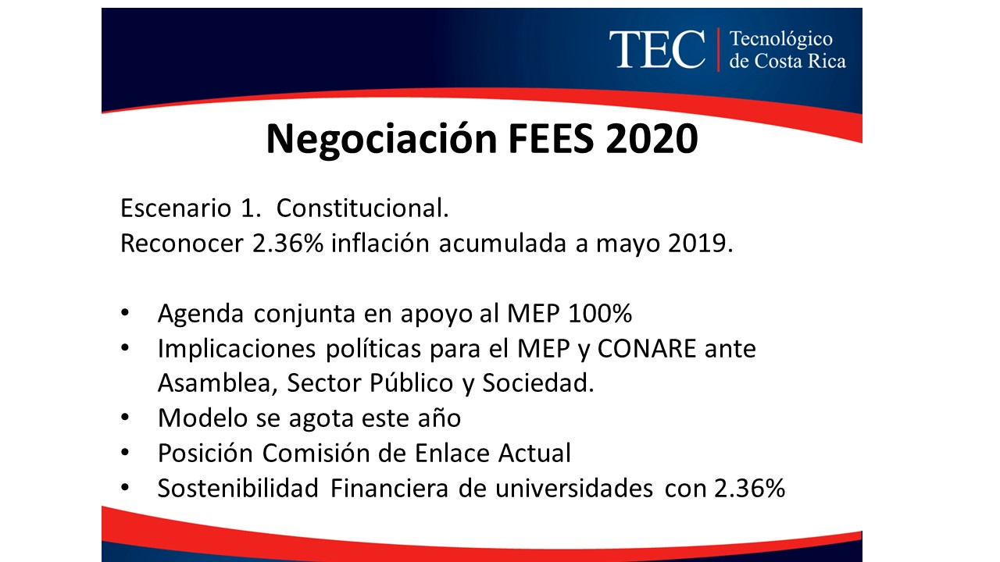 TEC
Tecnológico
de Costa Rica
Negociación FEES 2020
Escenario 1. Constitucional.
Reconocer 2.36% inflación acumulada a mayo 2019.
• Agenda conjunta en apoyo al MEP 100%
• Implicaciones políticas para el MEP y CONARE ante
Asamblea, Sector Público y Sociedad.
• Modelo se agota este año
• Posición Comisión de Enlace Actual
• Sostenibilidad Financiera de universidades con 2.36%